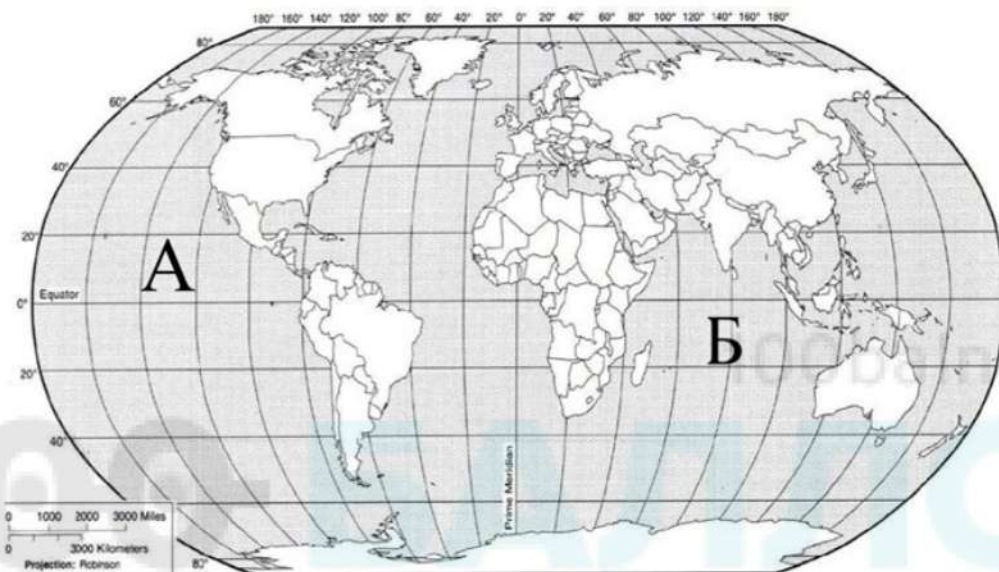 180° 160° 140° 120° 100° 80° 60° 40° 20° 0° 20° 40° 60° 80° 100° 120° 140° 160° 180°
80°
60°
40°
20°
А
Equator
0°
Б
100balni
20°
40°
БАЛЛО
Prime Meridian
0 1000 2000 3000 Miles
0 3000 Kilometers
Projection: Robinson
80°